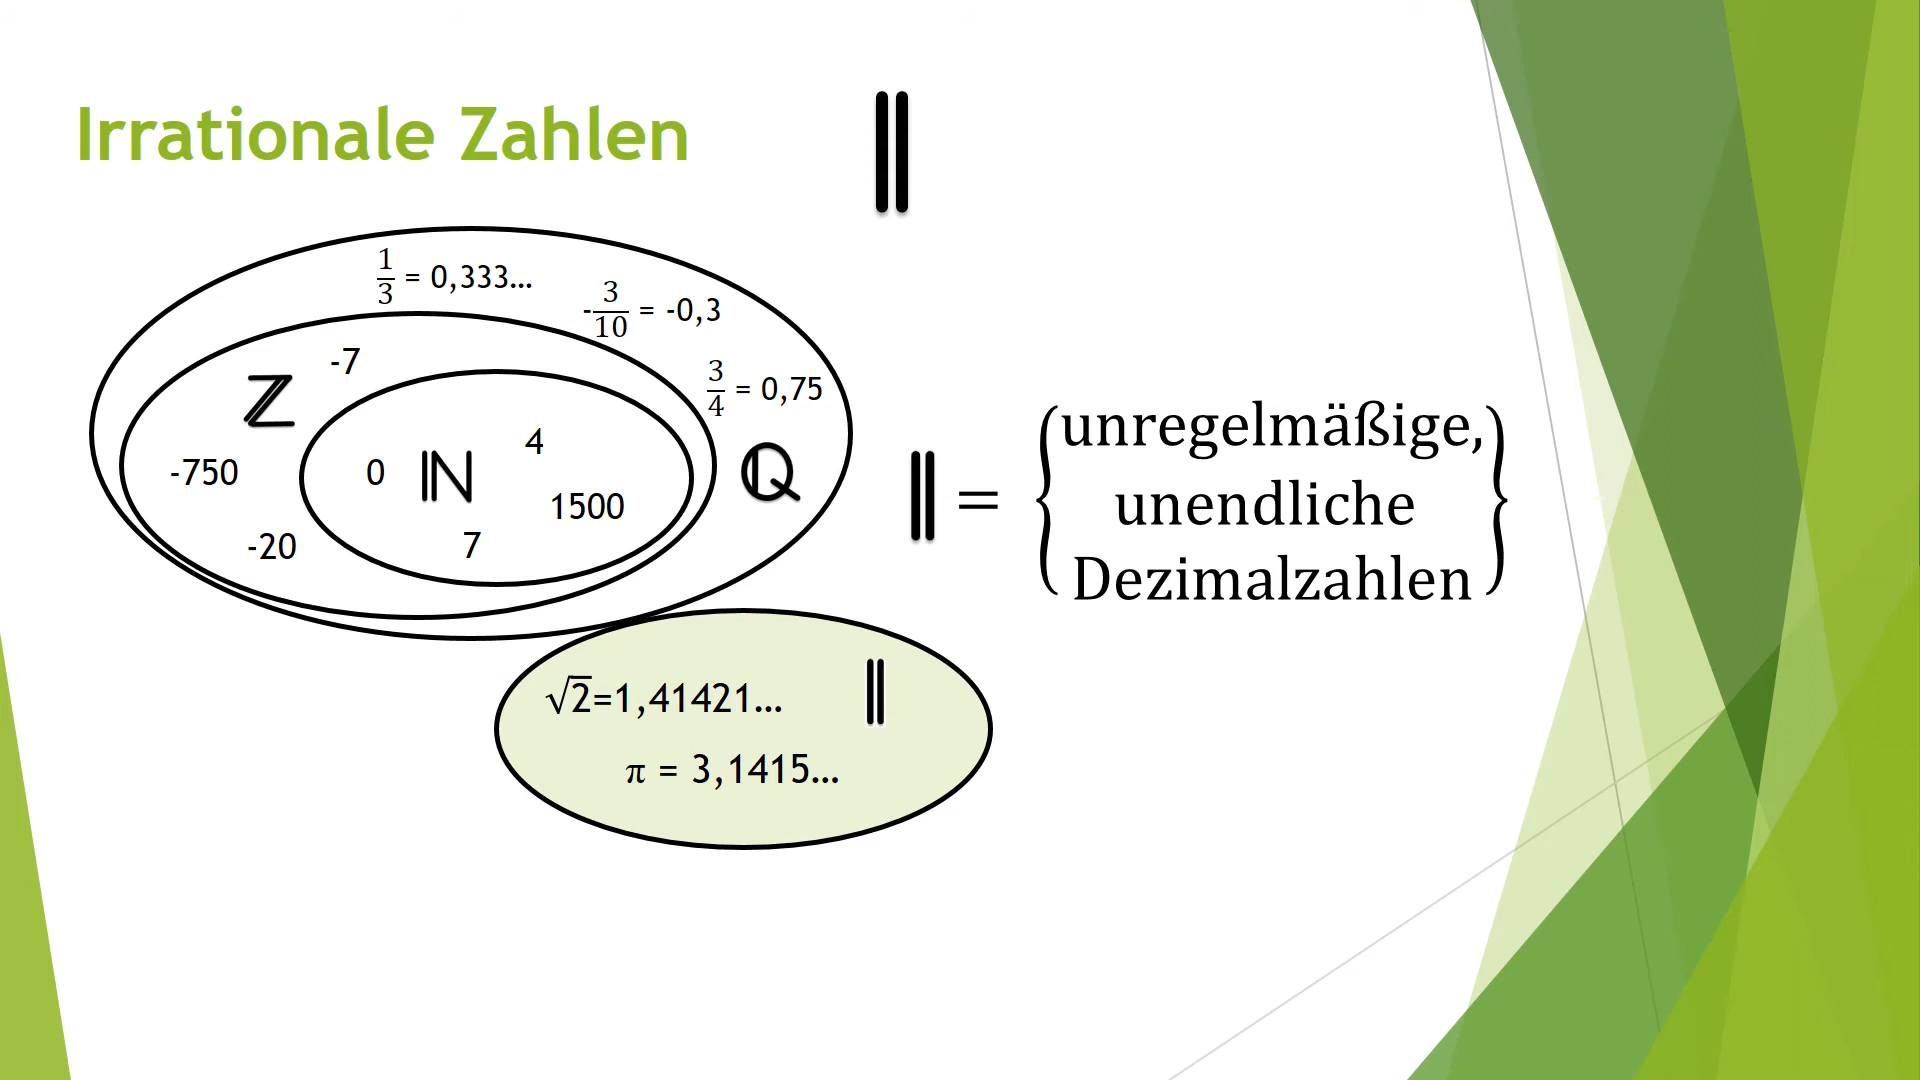 Irrationale Zahlen 𝕀
1/3 = 0,333...
-3/10 = -0,3
3/4 = 0,75
ℤ -7
-750
-20
0 ℕ 4
1500
7
ℚ
𝕀 = {unregelmäßige,
unendliche
Dezimalzahlen}
√2=1,41421... 𝕀
π = 3,1415...